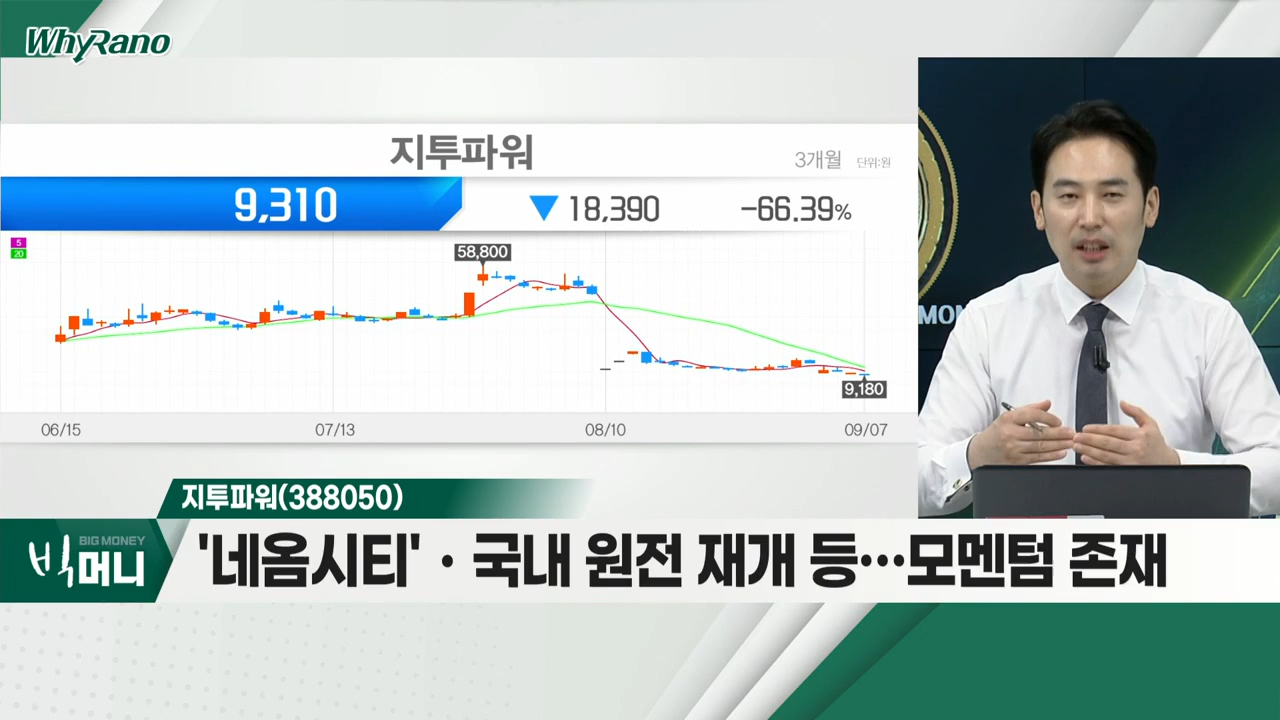 WhyRano
지투파워
3개월 단위:원
9,310 ▼ 18,390 -66.39%
5
20
58,800
9,180
06/15 07/13 08/10 09/07
MON
지투파워(388050)
BIG MONEY
빅머니
'네옴시티'·국내 원전 재개 등…모멘텀 존재